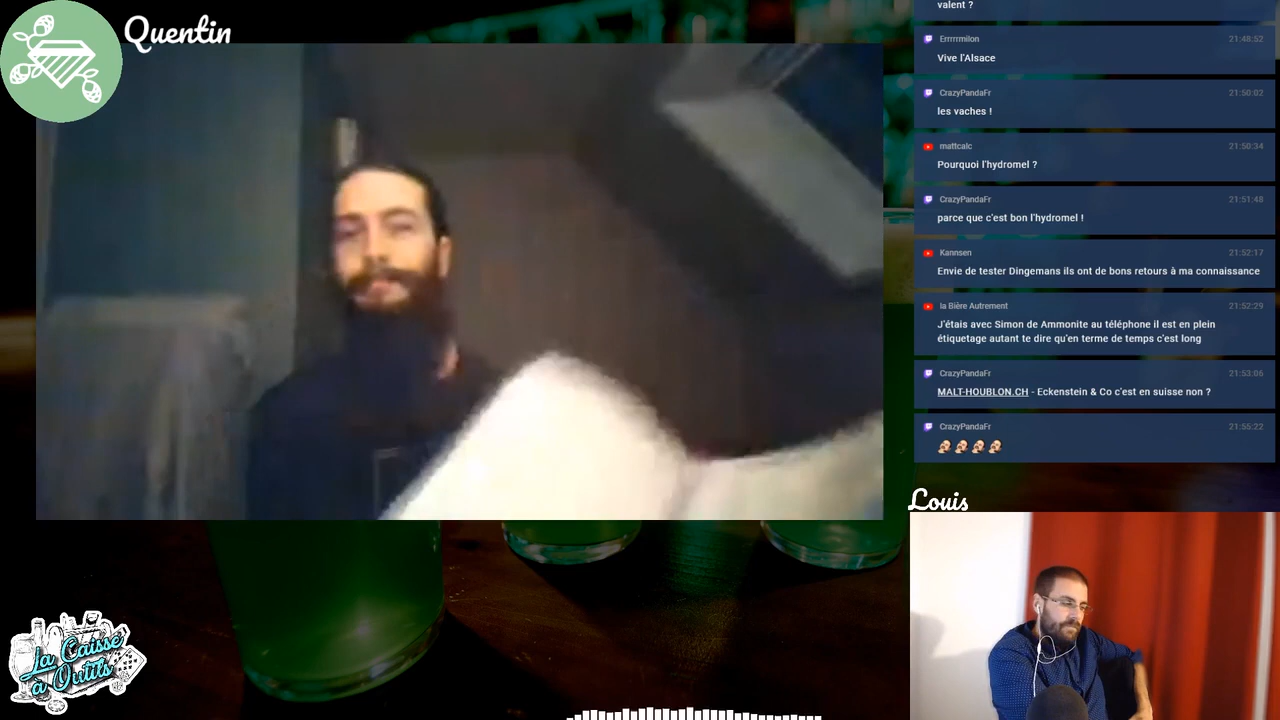 Quentin
valent ?
Errrrrmilon 21:48:52
Vive l'Alsace
CrazyPandaFr 21:50:02
les vaches !
mattcalc 21:50:34
Pourquoi l'hydromel ?
CrazyPandaFr 21:51:48
parce que c'est bon l'hydromel !
Kannsen 21:52:17
Envie de tester Dingemans ils ont de bons retours à ma connaissance
la Bière Autrement 21:52:29
J'étais avec Simon de Ammonite au téléphone il est en plein
étiquetage autant te dire qu'en terme de temps c'est long
CrazyPandaFr 21:53:06
MALT-HOUBLON.CH - Eckenstein & Co c'est en suisse non ?
CrazyPandaFr 21:55:22
Louis
La Caisse
à Outils